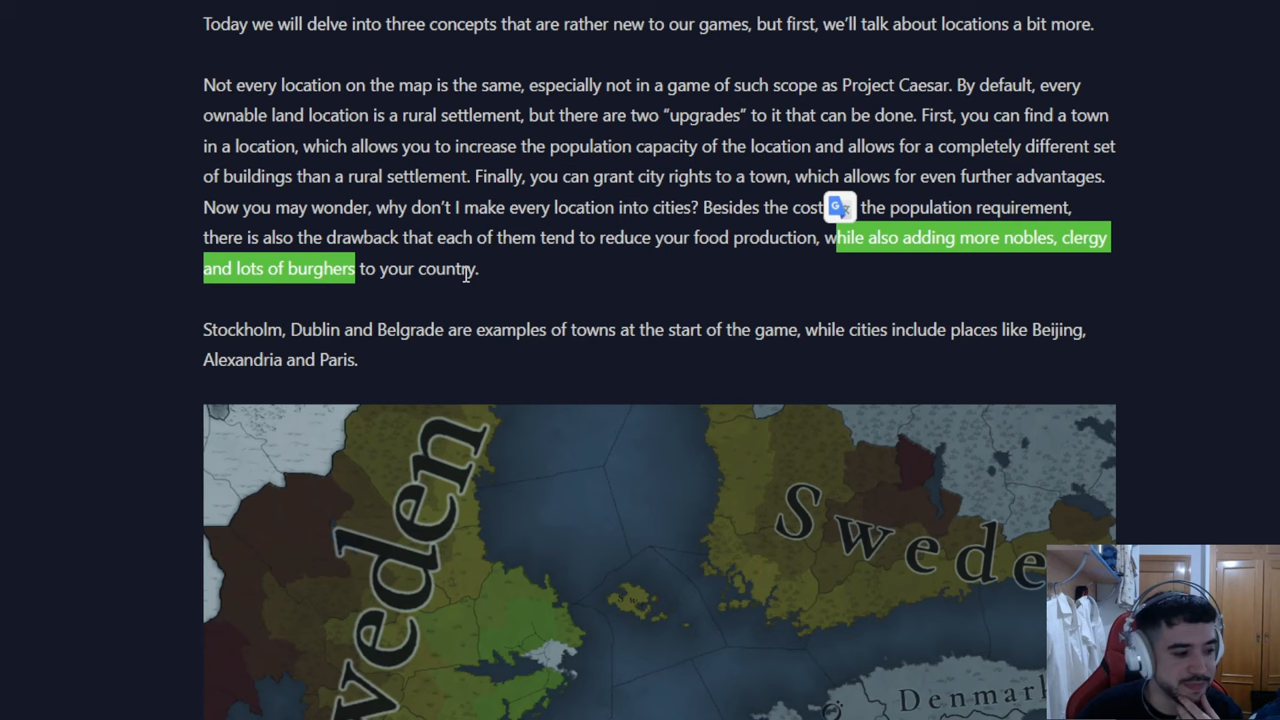 Today we will delve into three concepts that are rather new to our games, but first, we'll talk about locations a bit more.
Not every location on the map is the same, especially not in a game of such scope as Project Caesar. By default, every
ownable land location is a rural settlement, but there are two “upgrades” to it that can be done. First, you can find a town
in a location, which allows you to increase the population capacity of the location and allows for a completely different set
of buildings than a rural settlement. Finally, you can grant city rights to a town, which allows for even further advantages.
Now you may wonder, why don't I make every location into cities? Besides the cost the population requirement,
there is also the drawback that each of them tend to reduce your food production, while also adding more nobles, clergy
and lots of burghers to your country.
Stockholm, Dublin and Belgrade are examples of towns at the start of the game, while cities include places like Beijing,
Alexandria and Paris.
weden
Swede
Denmark